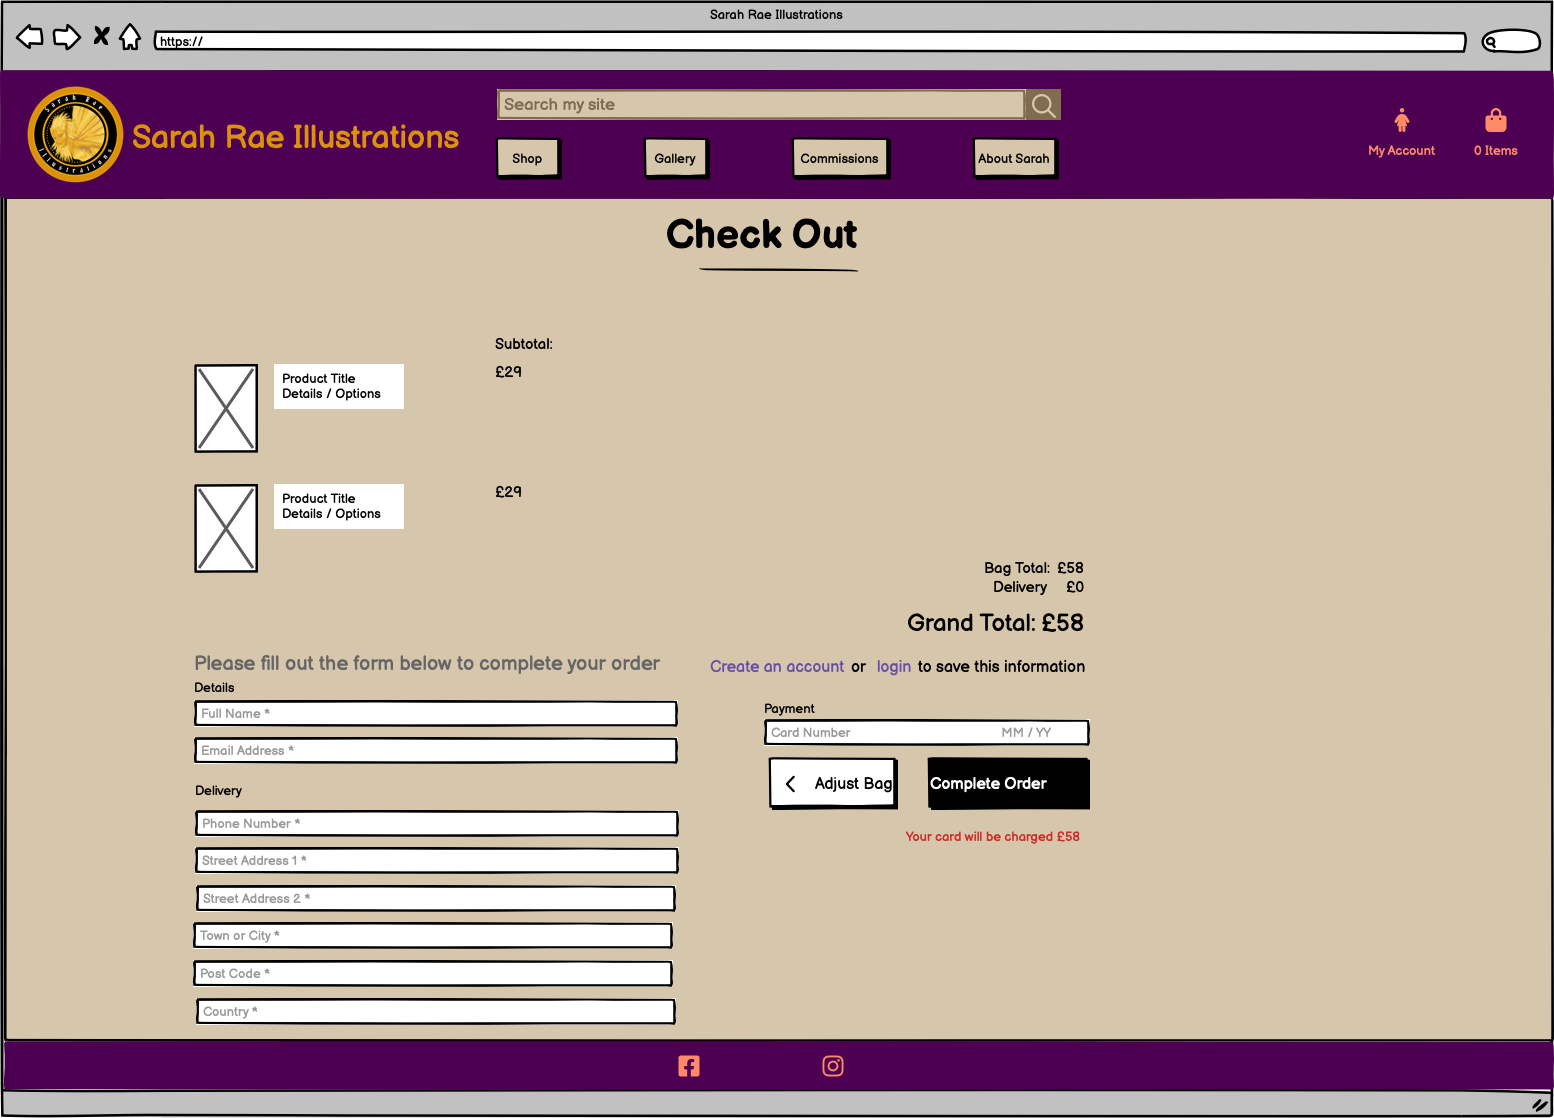 Sarah Rae Illustrations
https://
Sarah Rae
Illustrations
Sarah Rae Illustrations
Search my site
Shop
Gallery
Commissions
About Sarah
My Account
0 Items
Check Out
Subtotal:
Product Title
Details / Options
£29
Product Title
Details / Options
£29
Bag Total: £58
Delivery £0
Grand Total: £58
Please fill out the form below to complete your order
Create an account or login to save this information
Details
Full Name *
Email Address *
Delivery
Phone Number *
Street Address 1 *
Street Address 2 *
Town or City *
Post Code *
Country *
Payment
Card Number MM / YY
Adjust Bag
Complete Order
Your card will be charged £58